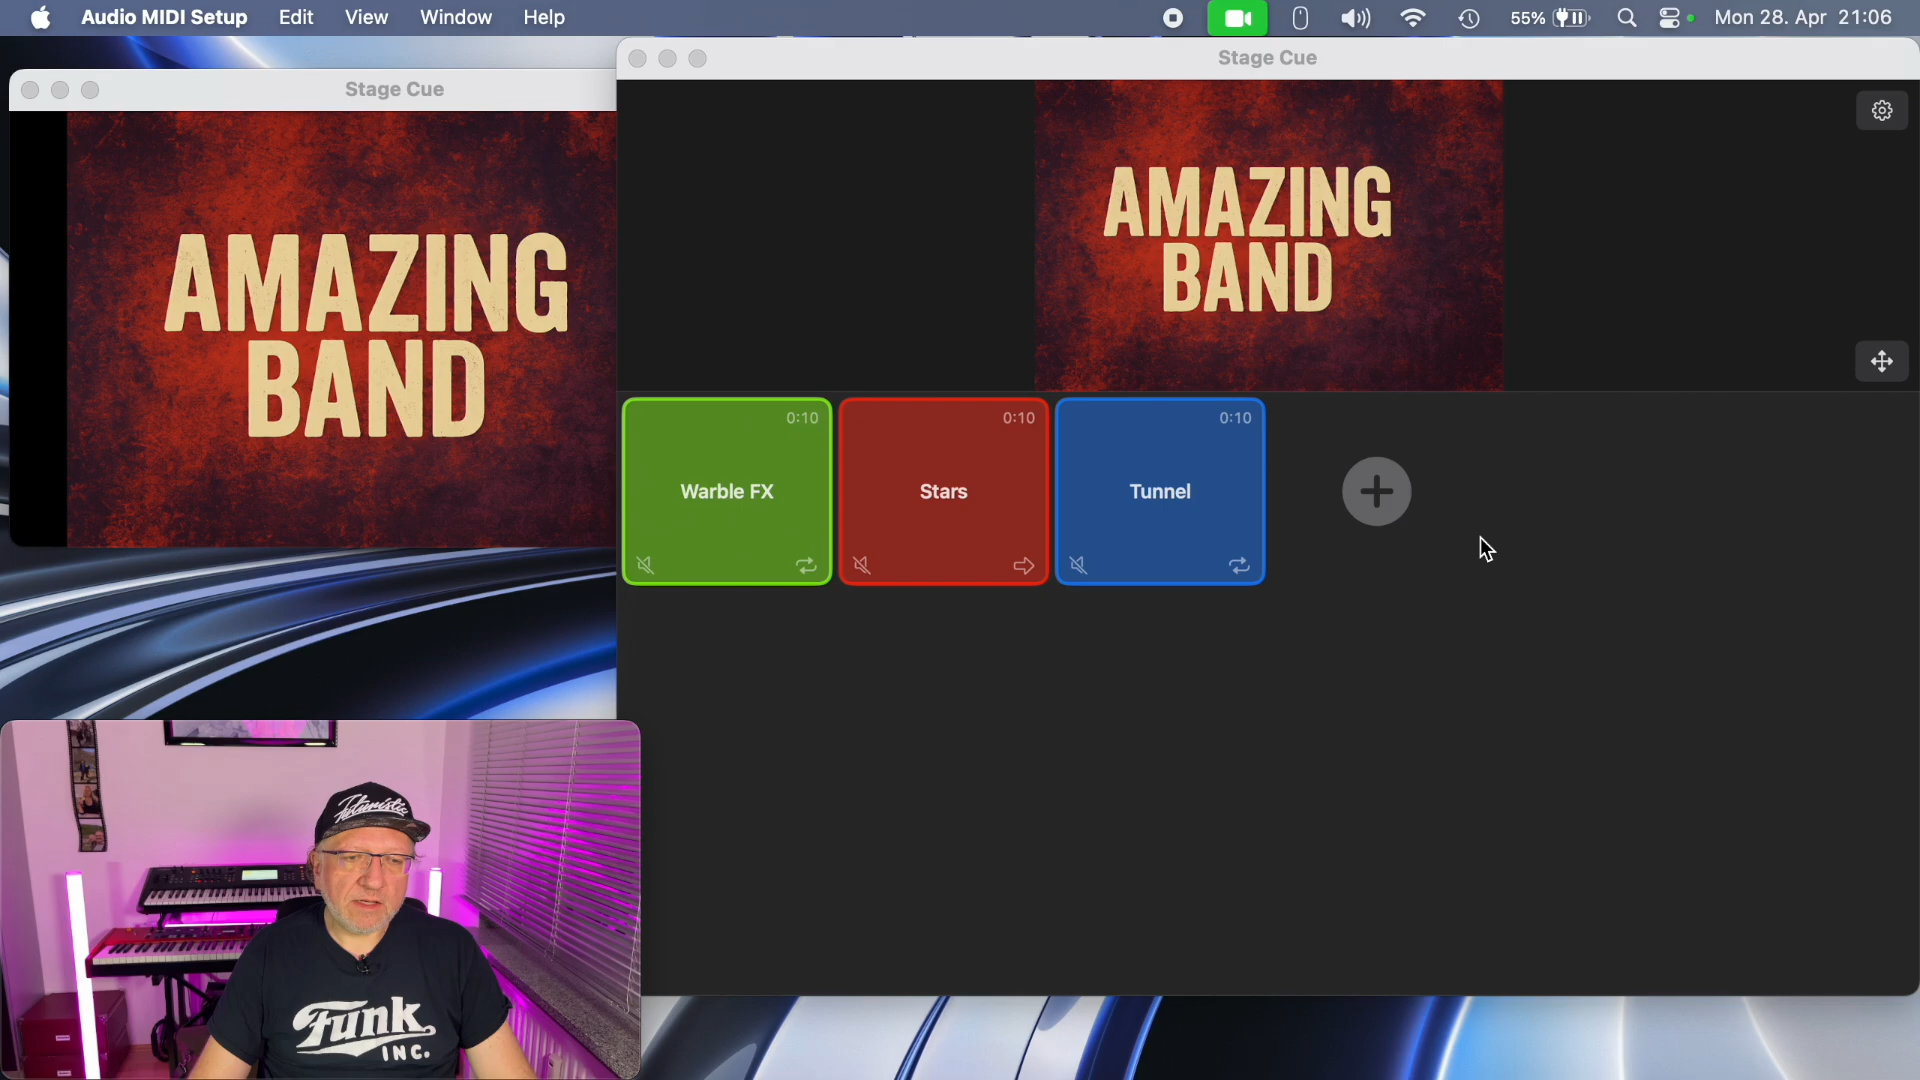 Audio MIDI Setup Edit View Window Help 55% Mon 28. Apr 21:06
Stage Cue
AMAZING
BAND
Stage Cue
AMAZING
BAND
0:10 0:10 0:10
Warble FX Stars Tunnel
Futuristic
Funk
INC.